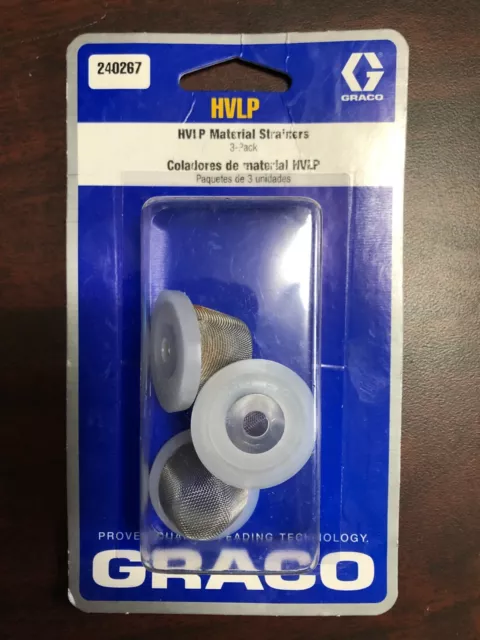 240267
GRACO
HVLP
HVLP Material Strainers
3-Pack
Coladores de material HVLP
Paquetes de 3 unidades
TECHNOLOGY.
GRACO